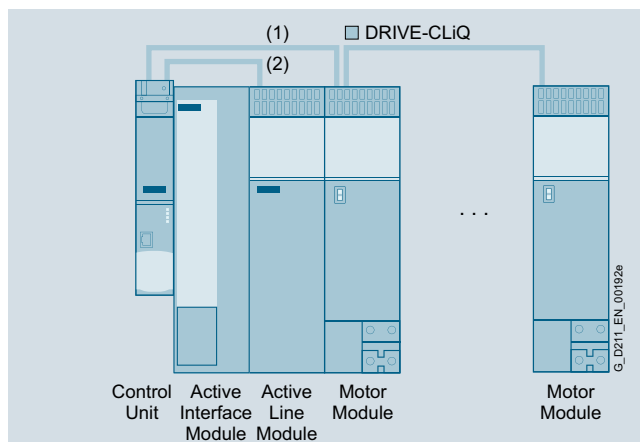 (1)
DRIVE-CLiQ
(2)
. . .
G_D211_EN_00192e
Control
Unit
Active
Interface
Module
Active
Line
Module
Motor
Module
Motor
Module